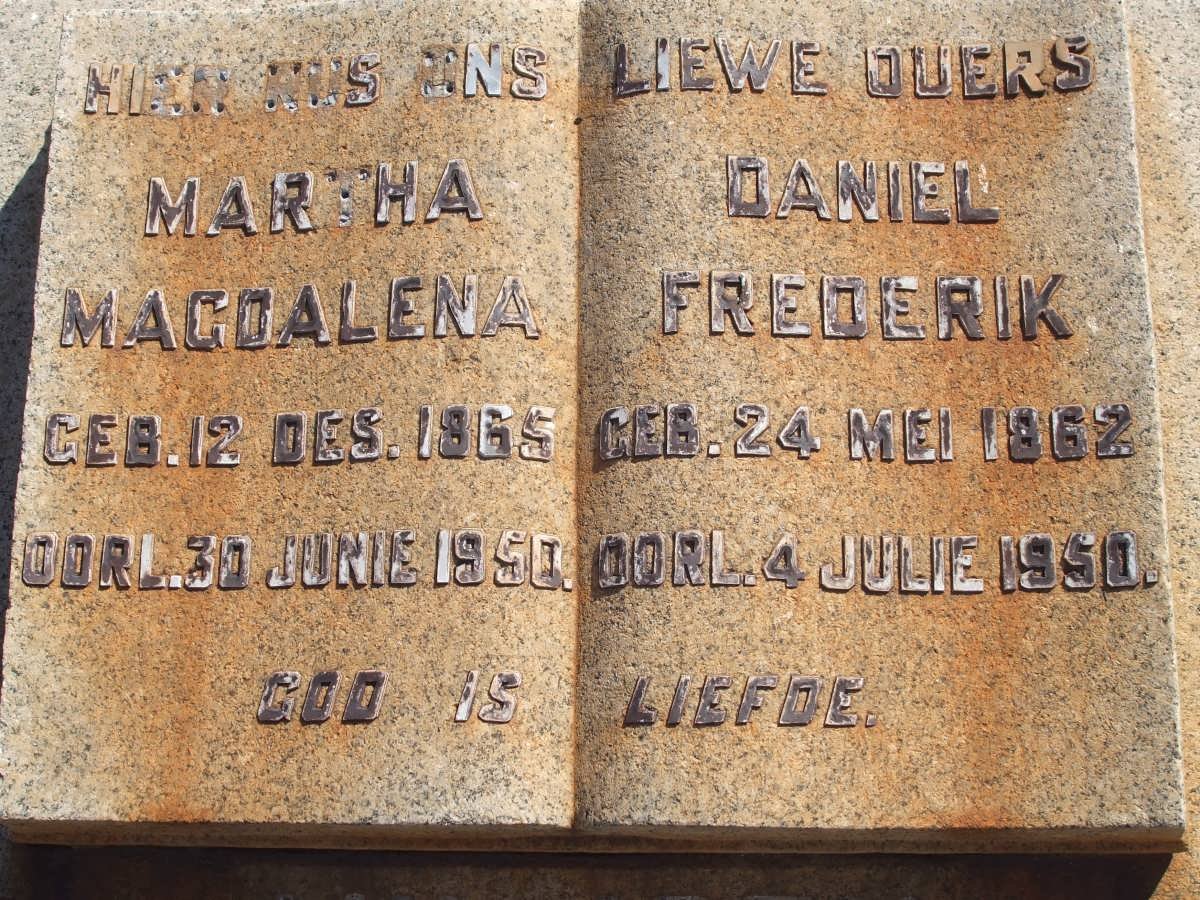 HIER RUS ONS LIEWE OUERS
MARTHA
MAGDALENA
GEB. 12 DES. 1865
OORL. 30 JUNIE 1950.
DANIEL
FREDERIK
GEB. 24 MEI 1862
OORL. 4 JULIE 1950.
GOD IS LIEFDE.